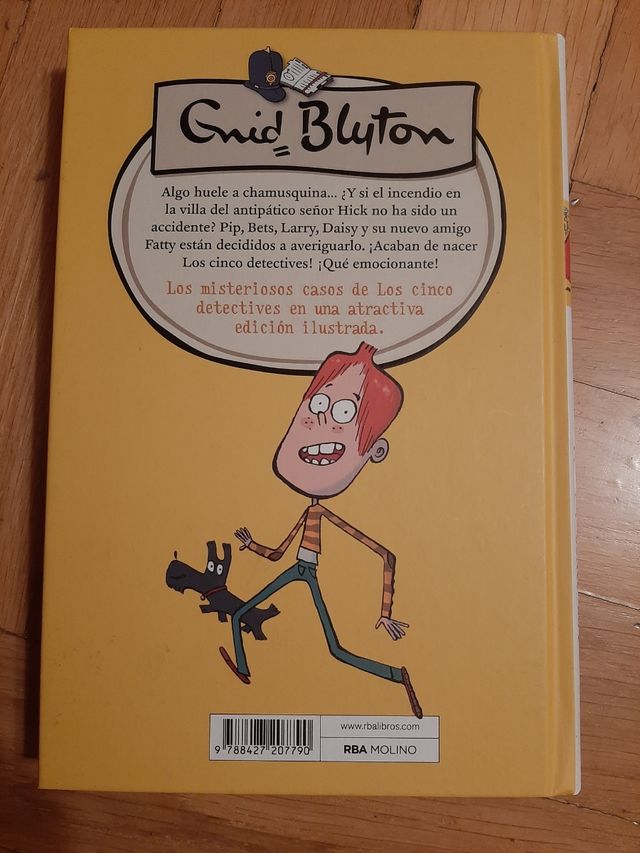 Enid Blyton
Algo huele a chamusquina... ¿Y si el incendio en
la villa del antipático señor Hick no ha sido un
accidente? Pip, Bets, Larry, Daisy y su nuevo amigo
Fatty están decididos a averiguarlo. ¡Acaban de nacer
Los cinco detectives! ¡Qué emocionante!
Los misteriosos casos de Los cinco
detectives en una atractiva
edición ilustrada.
www.rbalibros.com
9 788427 207790
RBA MOLINO